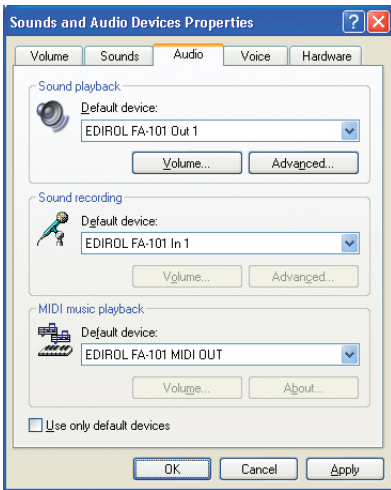 Sounds and Audio Devices Properties
Volume Sounds Audio Voice Hardware
Sound playback
Default device:
EDIROL FA-101 Out 1
Volume... Advanced...
Sound recording
Default device:
EDIROL FA-101 In 1
Volume... Advanced...
MIDI music playback
Default device:
EDIROL FA-101 MIDI OUT
Volume... About...
Use only default devices
OK Cancel Apply